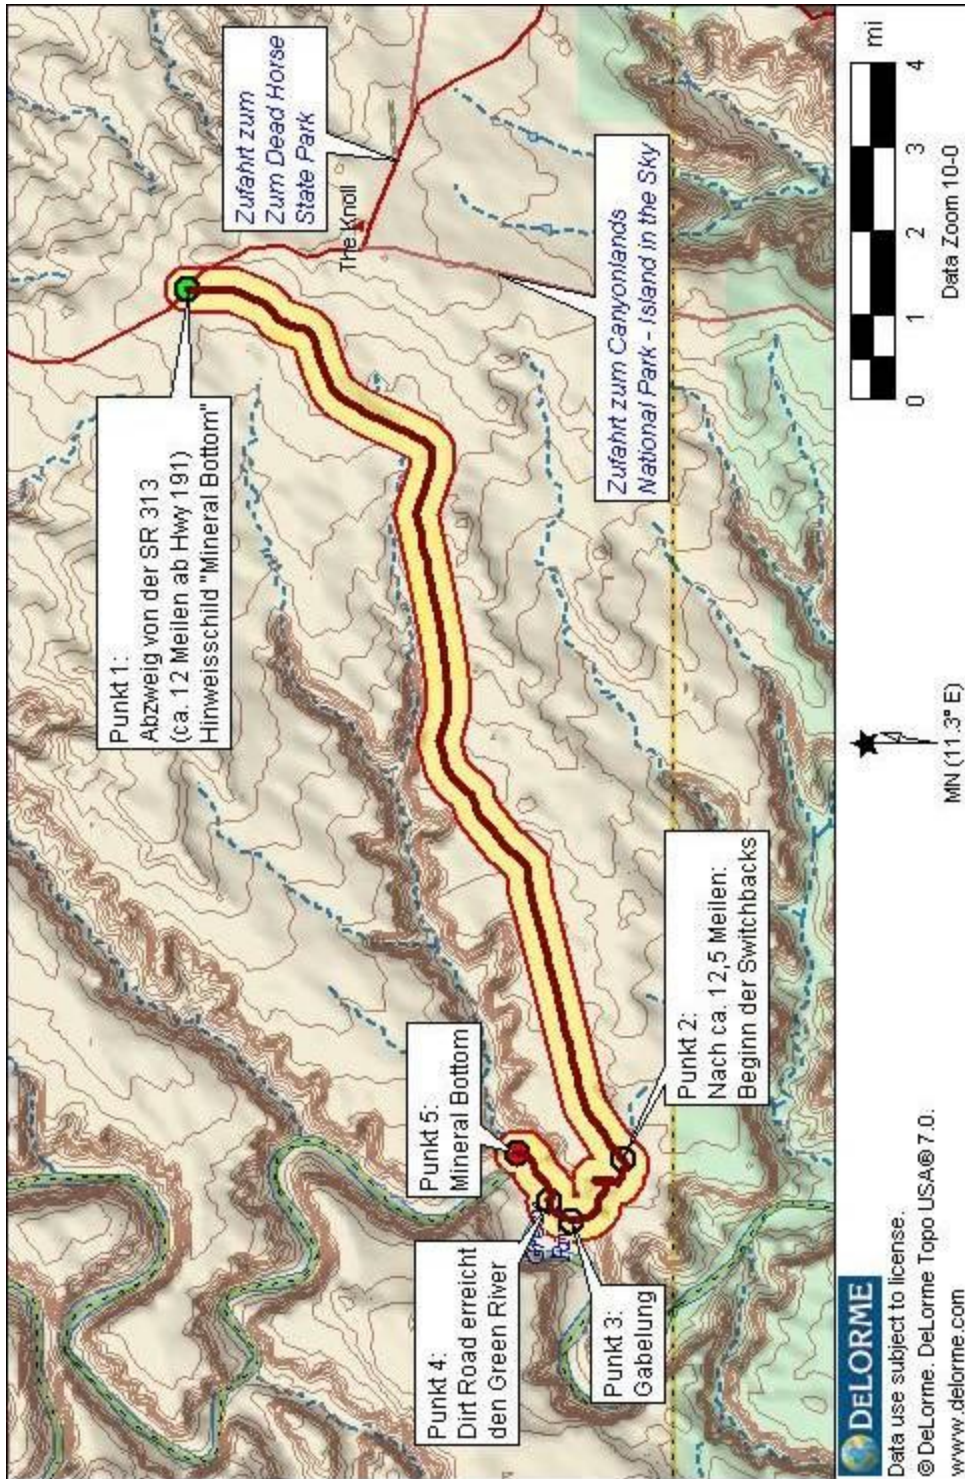 Punkt 1:
Abzweig von der SR 313
(ca. 12 Meilen ab Hwy 191)
Hinweisschild "Mineral Bottom"
Zufahrt zum
Zum Dead Horse
State Park
The Knoll
Punkt 4:
Dirt Road erreicht
den Green River
Punkt 5:
Mineral Bottom
Gre
Punkt 3:
Gabelung
Punkt 2:
Nach ca. 12,5 Meilen:
Beginn der Switchbacks
Zufahrt zum Canyonlands
National Park - Island in the Sky
DELORME
Data use subject to license.
© DeLorme. DeLorme Topo USA® 7.0.
www.delorme.com
MN (11.3° E)
mi
0 1 2 3 4
Data Zoom 10-0